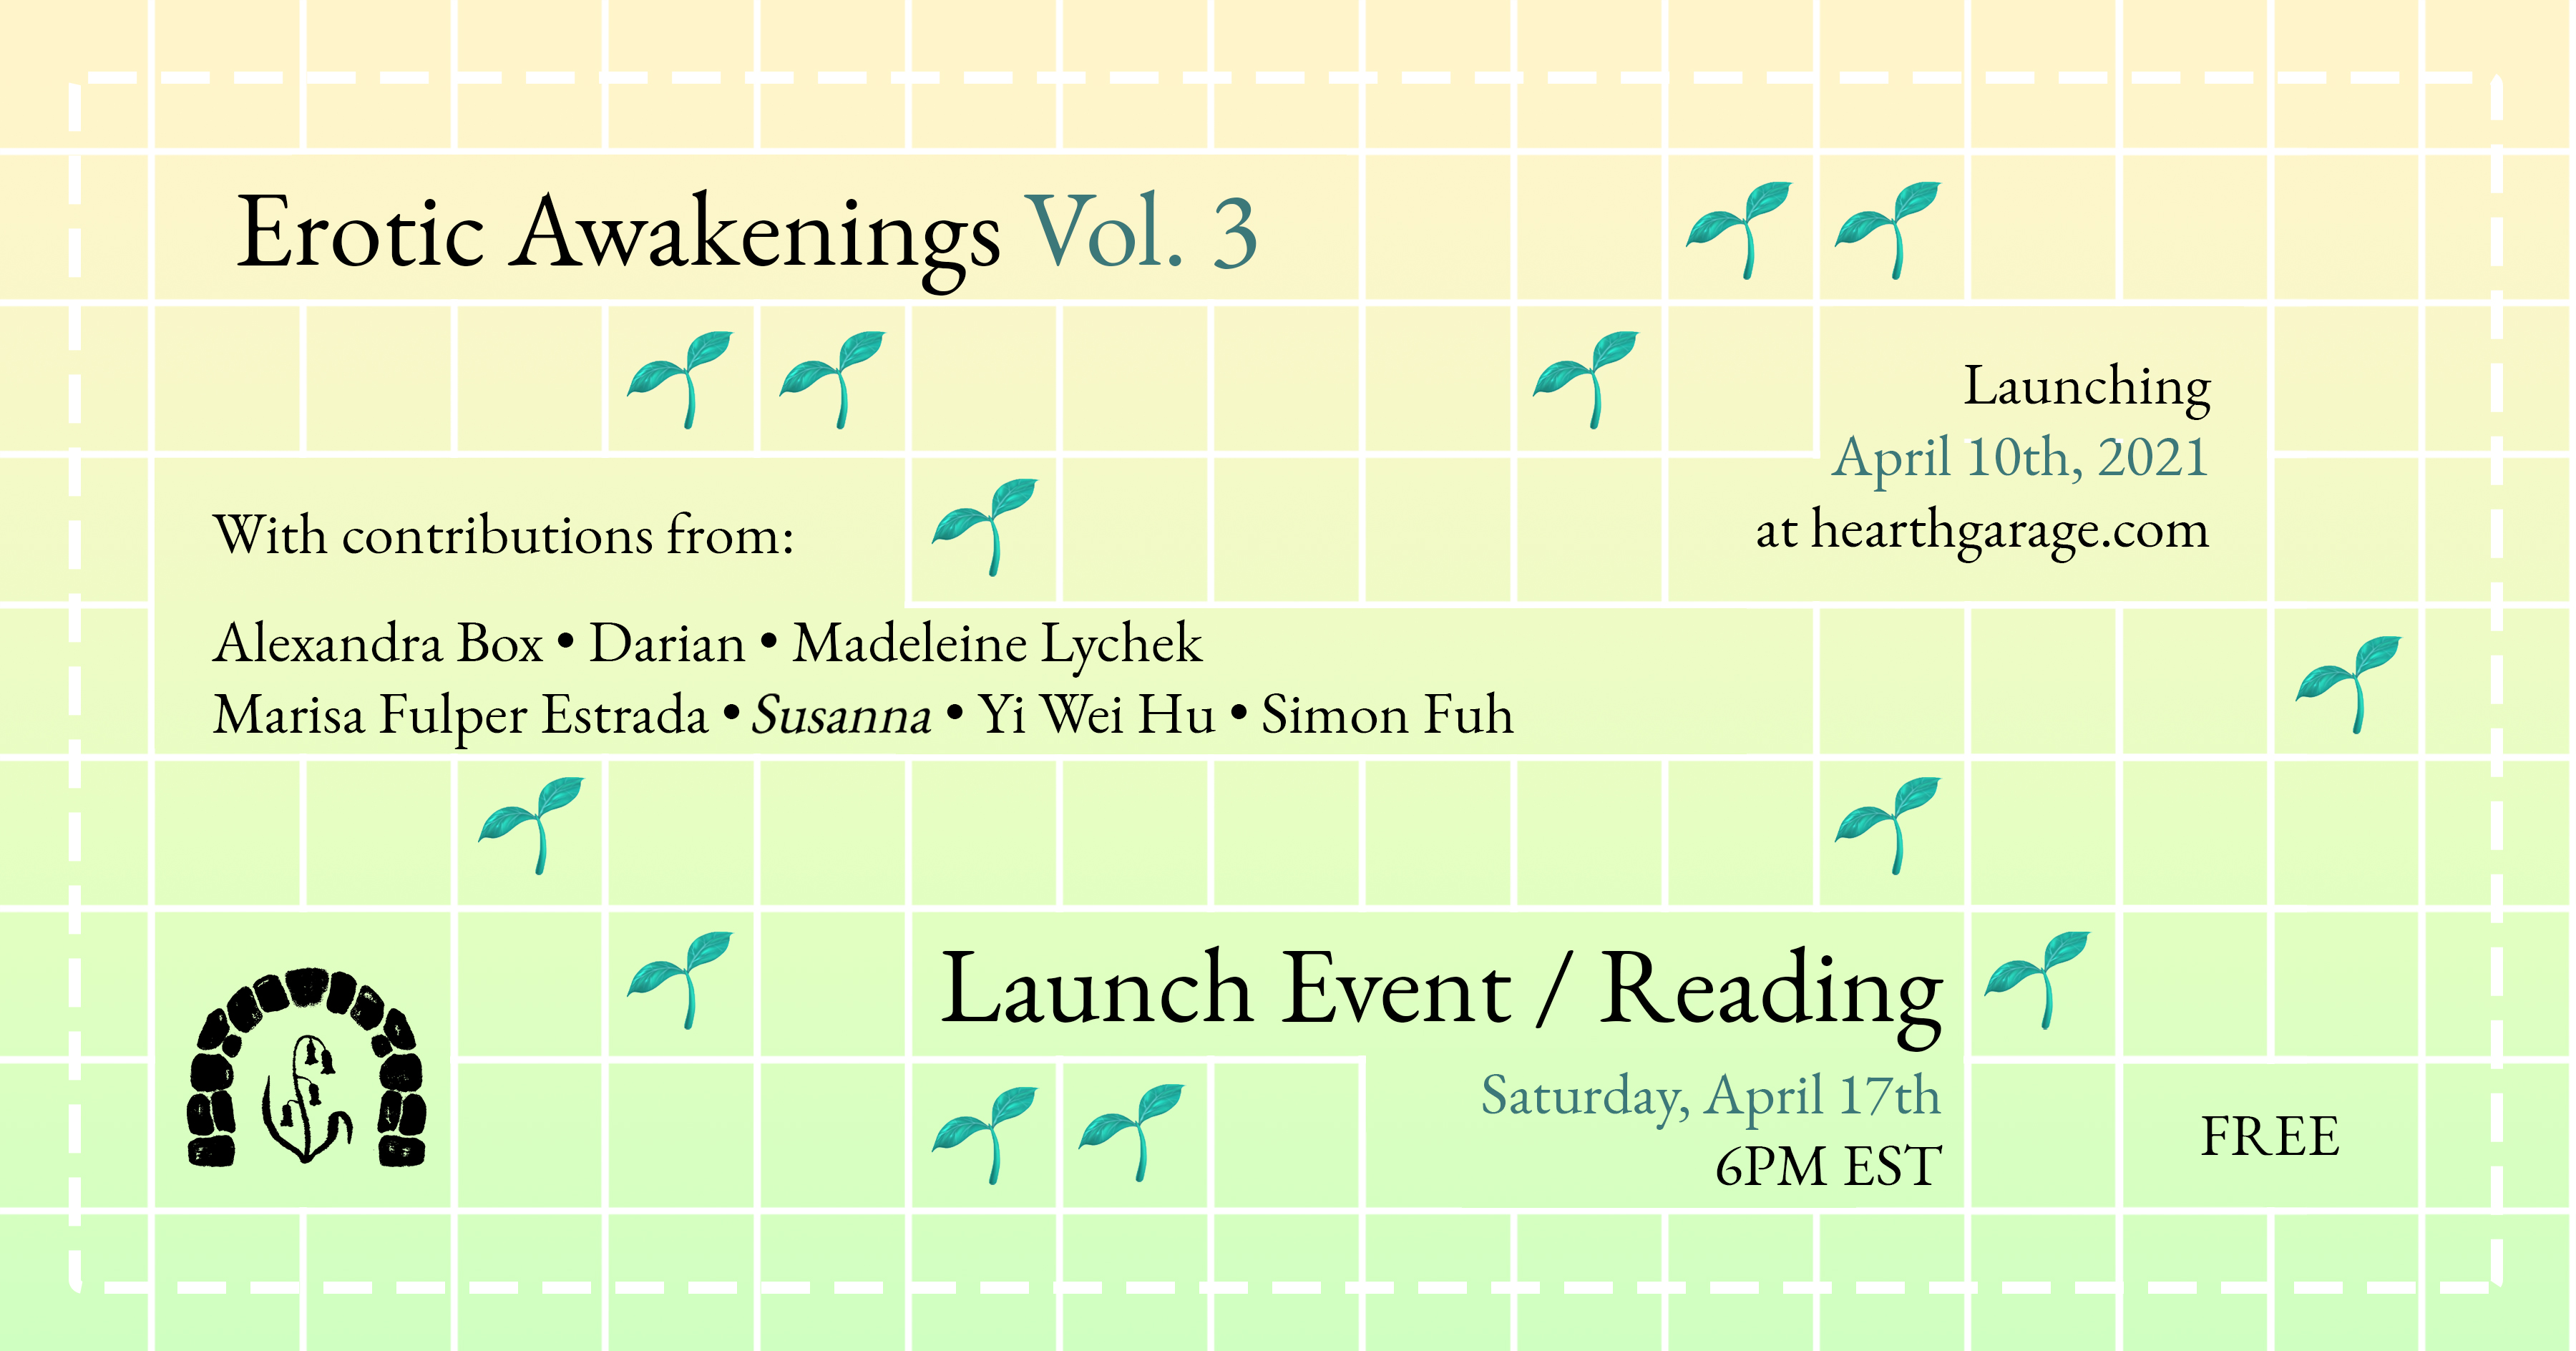 Erotic Awakenings Vol. 3
Launching
April 10th, 2021
at hearthgarage.com
With contributions from:
Alexandra Box • Darian • Madeleine Lychek
Marisa Fulper Estrada • Susanna • Yi Wei Hu • Simon Fuh
Launch Event / Reading
Saturday, April 17th
6PM EST
FREE